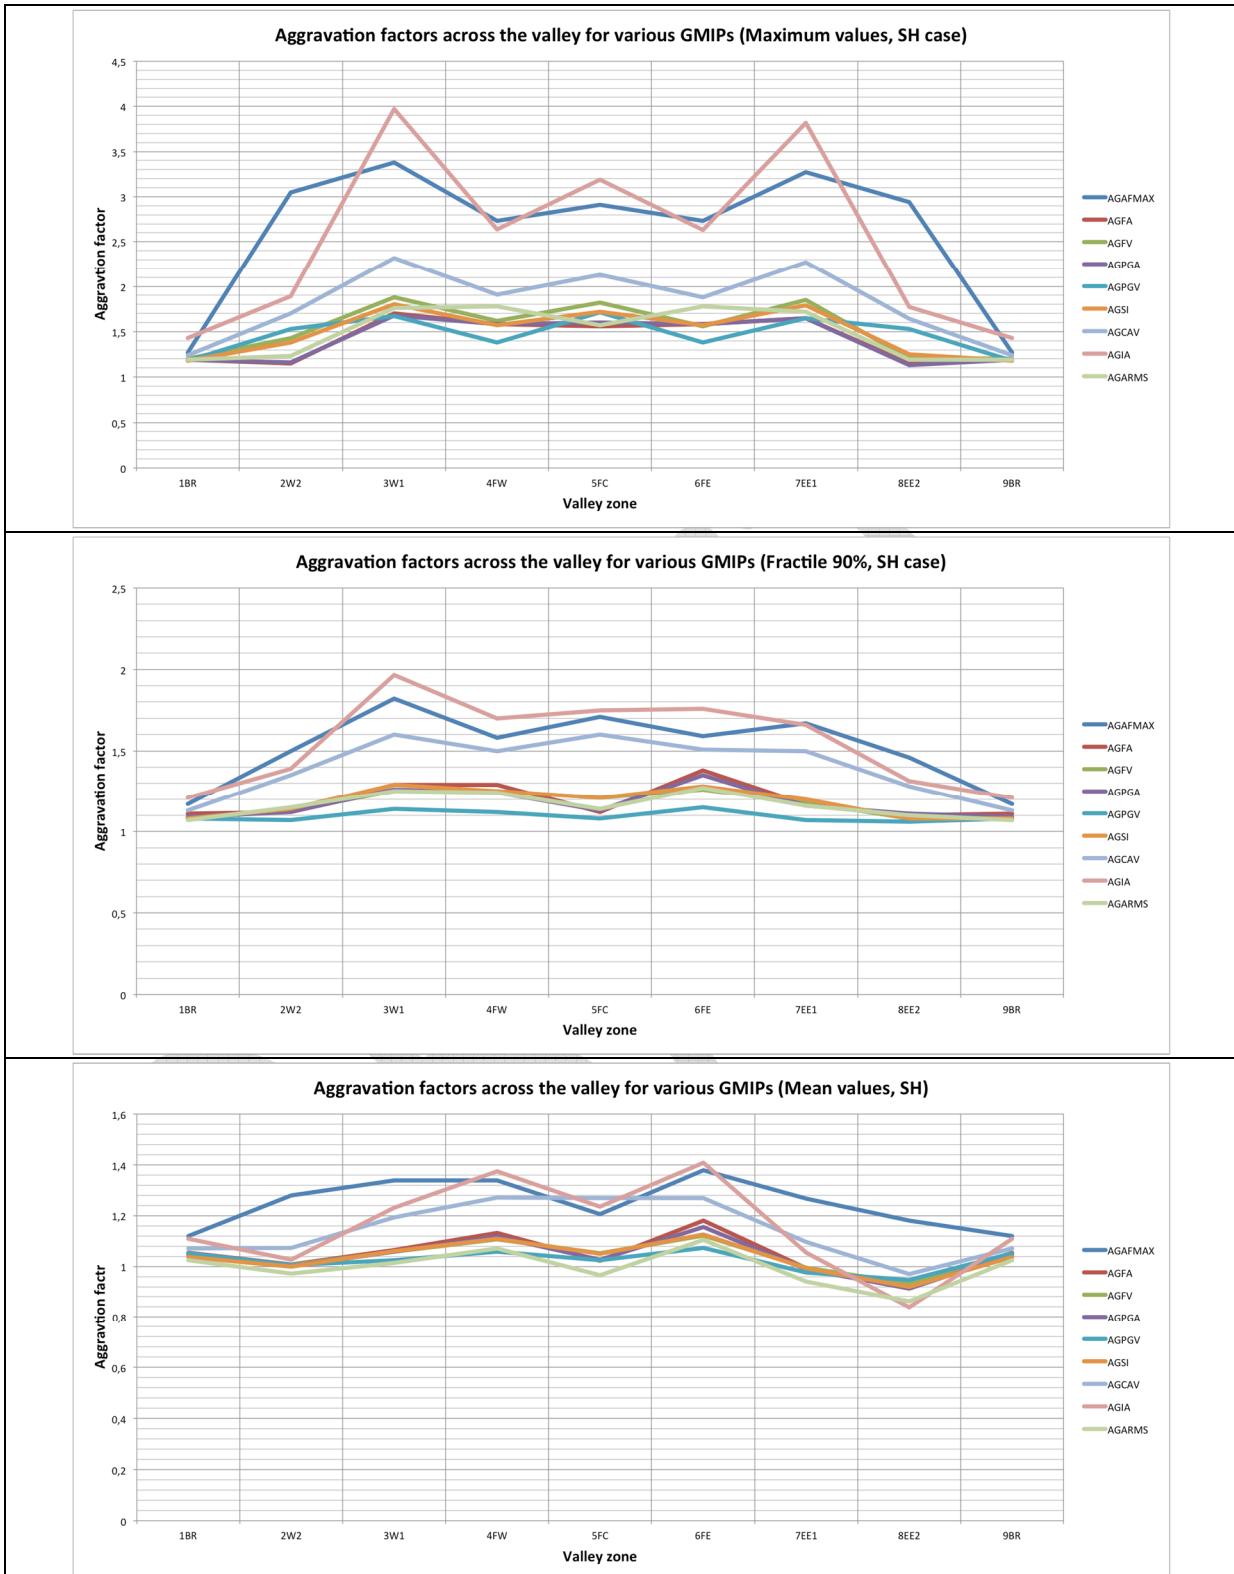 Aggravation factors across the valley for various GMIPs (Maximum values, SH case)
4,5
4
3,5
3
2,5
2
1,5
1
0,5
0
Aggravtion factor
1BR 2W2 3W1 4FW 5FC 6FE 7EE1 8EE2 9BR
Valley zone
AGAFMAX
AGFA
AGFV
AGPGA
AGPGV
AGSI
AGCAV
AGIA
AGARMS
Aggravation factors across the valley for various GMIPs (Fractile 90%, SH case)
2,5
2
1,5
1
0,5
0
Aggravtion factor
1BR 2W2 3W1 4FW 5FC 6FE 7EE1 8EE2 9BR
Valley zone
AGAFMAX
AGFA
AGFV
AGPGA
AGPGV
AGSI
AGCAV
AGIA
AGARMS
Aggravation factors across the valley for various GMIPs (Mean values, SH)
1,6
1,4
1,2
1
0,8
0,6
0,4
0,2
0
Aggravtion factr
1BR 2W2 3W1 4FW 5FC 6FE 7EE1 8EE2 9BR
Valley zone
AGAFMAX
AGFA
AGFV
AGPGA
AGPGV
AGSI
AGCAV
AGIA
AGARMS